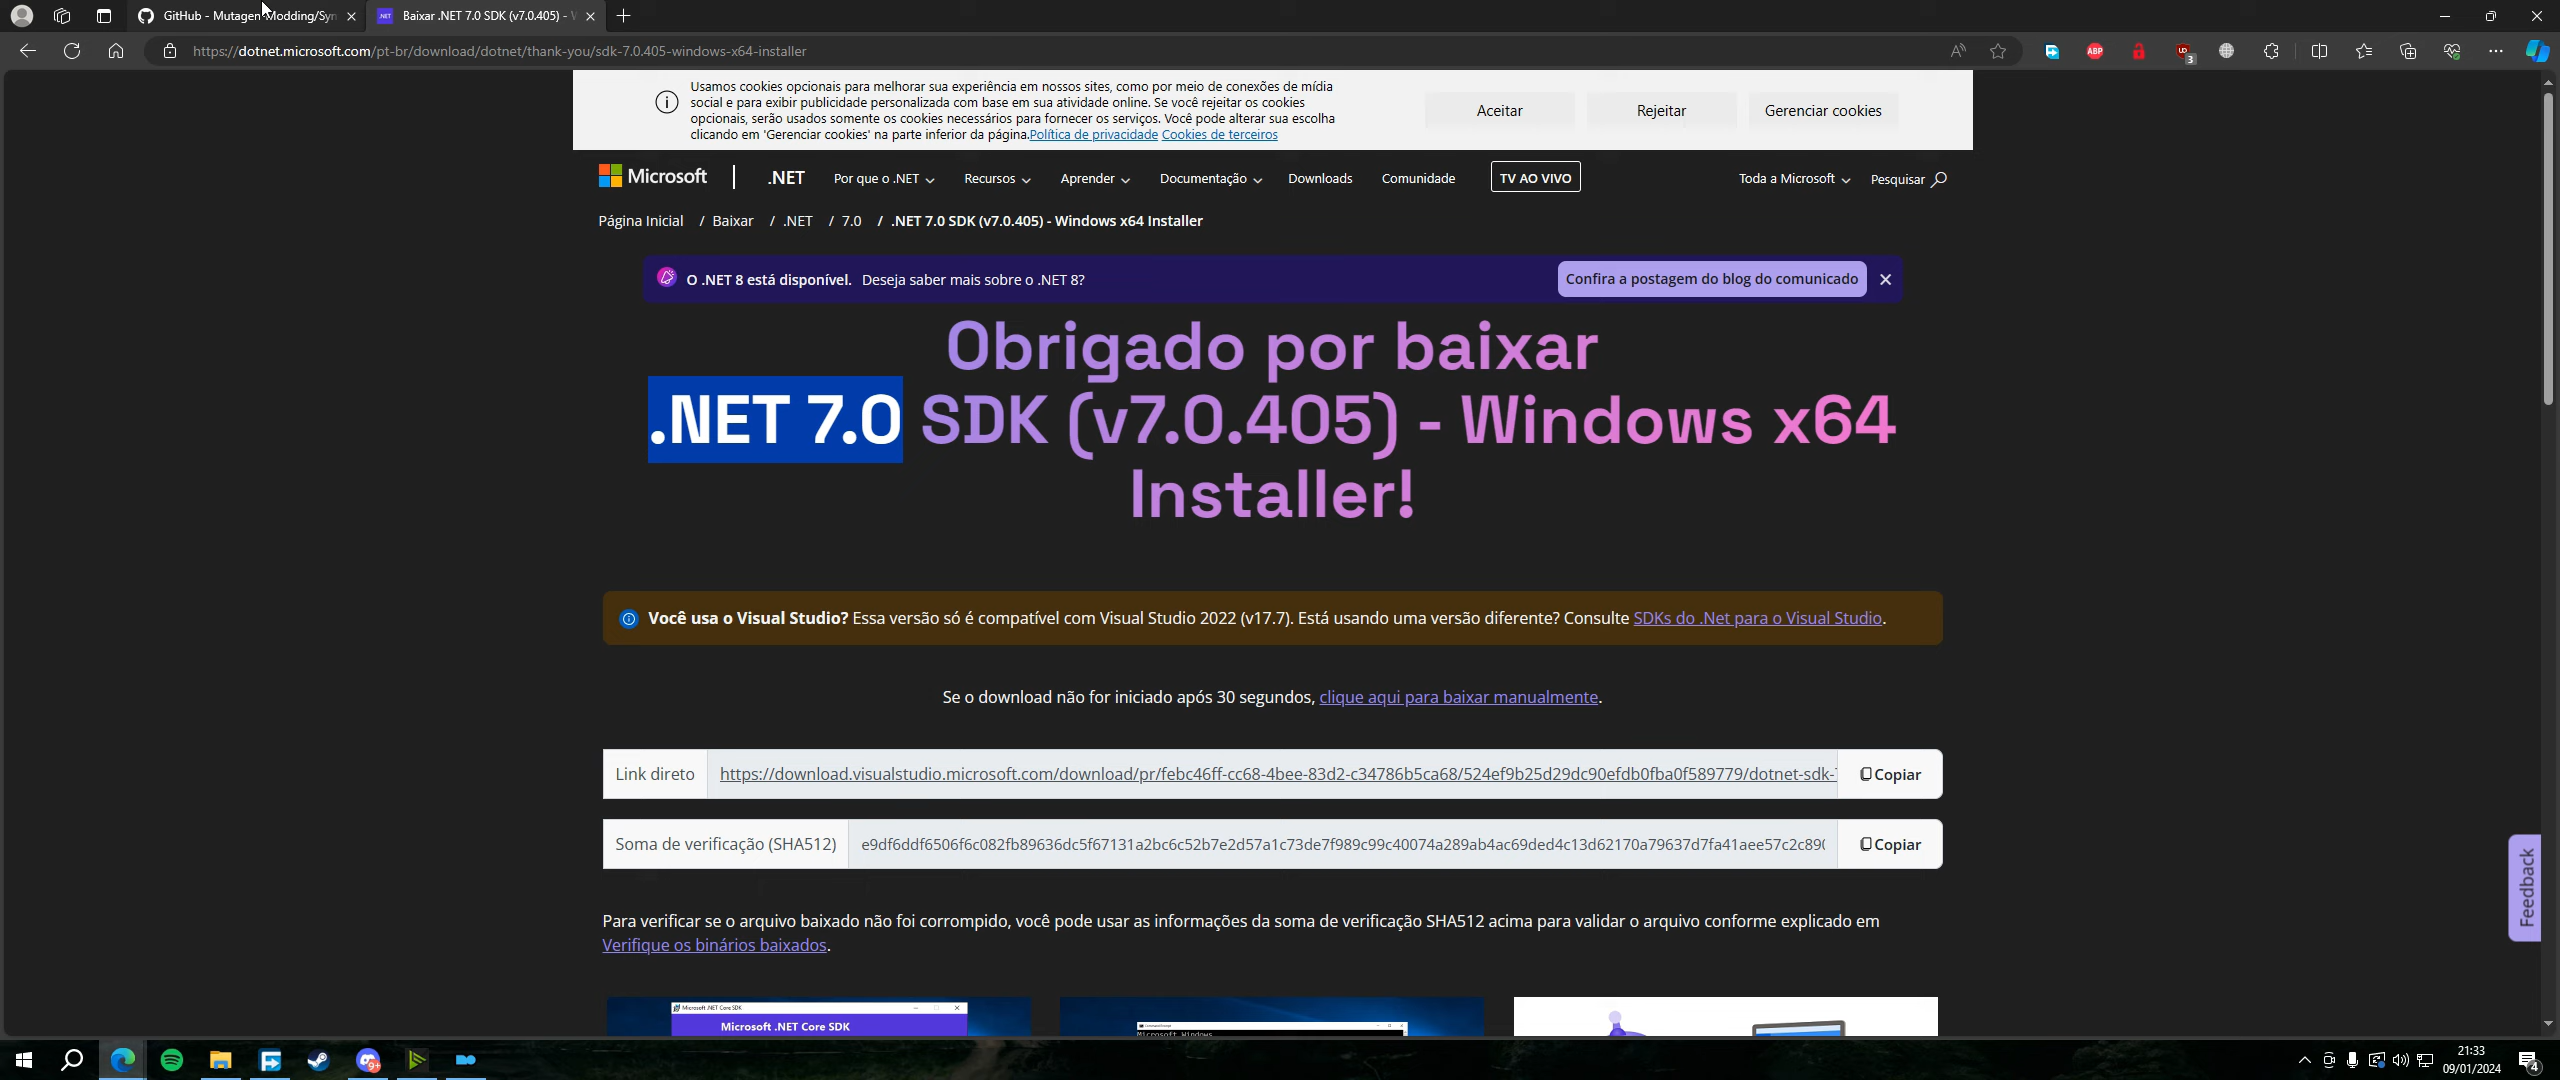 GitHub - Mutagen-Modding/Syn
Baixar .NET 7.0 SDK (v7.0.405) -
https://dotnet.microsoft.com/pt-br/download/dotnet/thank-you/sdk-7.0.405-windows-x64-installer
ABP
3
Usamos cookies opcionais para melhorar sua experiência em nossos sites, como por meio de conexões de mídia
social e para exibir publicidade personalizada com base em sua atividade online. Se você rejeitar os cookies
opcionais, serão usados somente os cookies necessários para fornecer os serviços. Você pode alterar sua escolha
clicando em 'Gerenciar cookies' na parte inferior da página.Política de privacidade Cookies de terceiros
Aceitar
Rejeitar
Gerenciar cookies
Microsoft
.NET
Por que o .NET
Recursos
Aprender
Documentação
Downloads
Comunidade
TV AO VIVO
Toda a Microsoft
Pesquisar
Página Inicial / Baixar / .NET / 7.0 / .NET 7.0 SDK (v7.0.405) - Windows x64 Installer
O .NET 8 está disponível. Deseja saber mais sobre o .NET 8?
Confira a postagem do blog do comunicado
Obrigado por baixar
.NET 7.0 SDK (v7.0.405) - Windows x64
Installer!
Você usa o Visual Studio? Essa versão só é compatível com Visual Studio 2022 (v17.7). Está usando uma versão diferente? Consulte SDKs do .Net para o Visual Studio.
Se o download não for iniciado após 30 segundos, clique aqui para baixar manualmente.
Link direto
https://download.visualstudio.microsoft.com/download/pr/febc46ff-cc68-4bee-83d2-c34786b5ca68/524ef9b25d29dc90efdb0fba0f589779/dotnet-sdk-
Copiar
Soma de verificação (SHA512)
e9df6ddf6506f6c082fb89636dc5f67131a2bc6c52b7e2d57a1c73de7f989c99c40074a289ab4ac69ded4c13d62170a79637d7fa41aee57c2c89
Copiar
Feedback
Para verificar se o arquivo baixado não foi corrompido, você pode usar as informações da soma de verificação SHA512 acima para validar o arquivo conforme explicado em
Verifique os binários baixados.
Microsoft .NET Core SDK
Microsoft .NET Core SDK
Command Prompt
Microsoft Windows
9+
21:33
09/01/2024
4